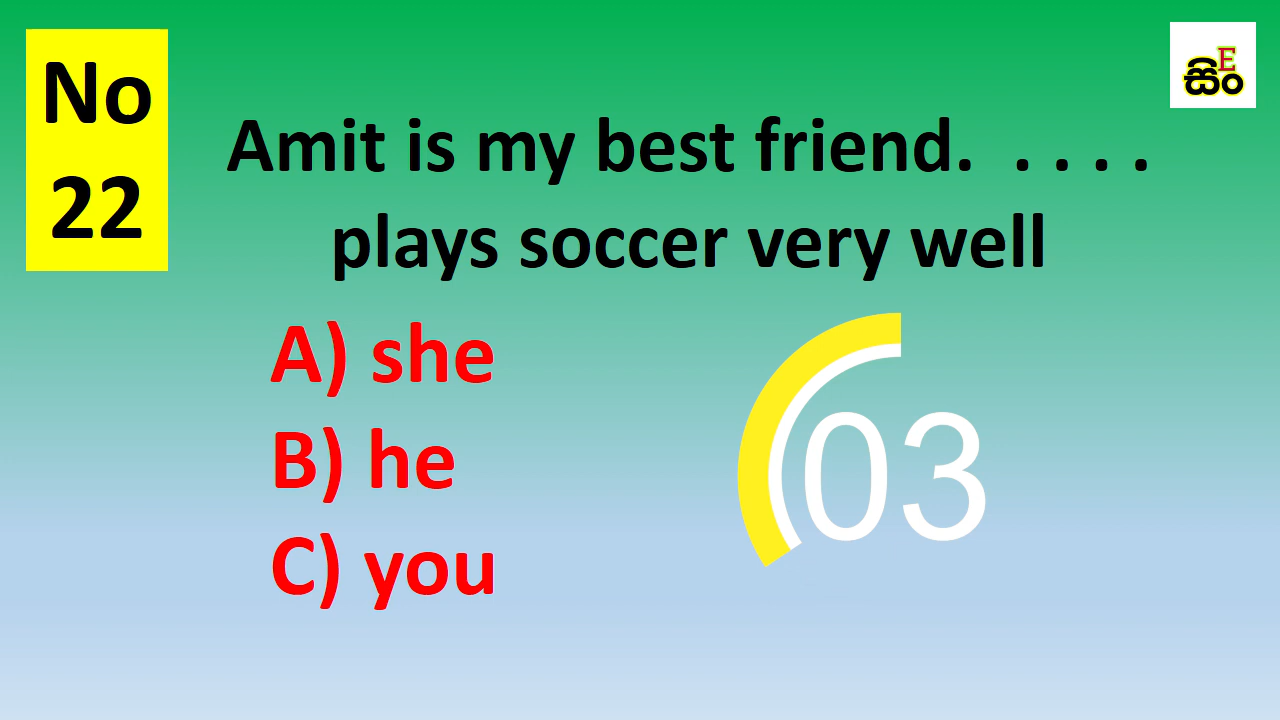 No
22
Amit is my best friend.  . . . .
plays soccer very well
A) she
B) he
C) you
03
සිං
E